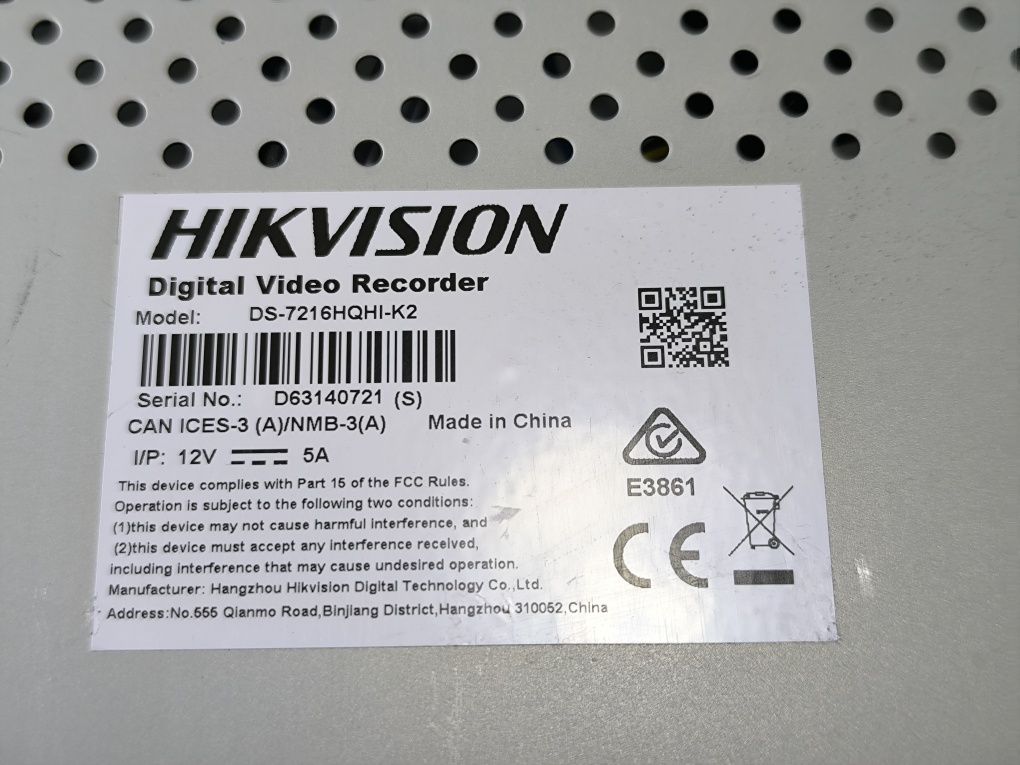 HIKVISION
Digital Video Recorder
Model: DS-7216HQHI-K2
Serial No.: D63140721 (S)
CAN ICES-3 (A)/NMB-3(A) Made in China
I/P: 12V 5A
E3861
This device complies with Part 15 of the FCC Rules.
Operation is subject to the following two conditions:
(1)this device may not cause harmful interference, and
(2)this device must accept any interference received,
including interference that may cause undesired operation.
Manufacturer: Hangzhou Hikvision Digital Technology Co.,Ltd.
Address:No.555 Qianmo Road,Binjiang District,Hangzhou 310052,China
CE